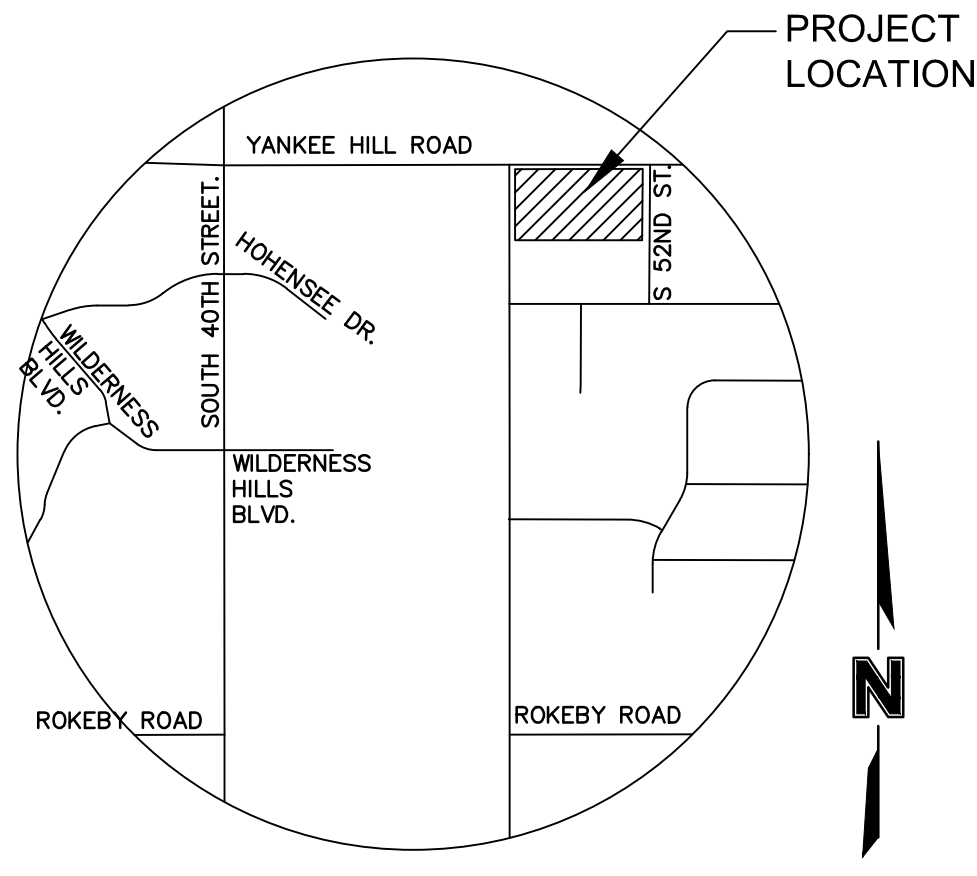 PROJECT
LOCATION
YANKEE HILL ROAD
SOUTH 40TH STREET.
S 52ND ST.
HOHENSEE DR.
WILDERNESS
HILLS
BLVD.
WILDERNESS
HILLS
BLVD.
N
ROKEBY ROAD
ROKEBY ROAD